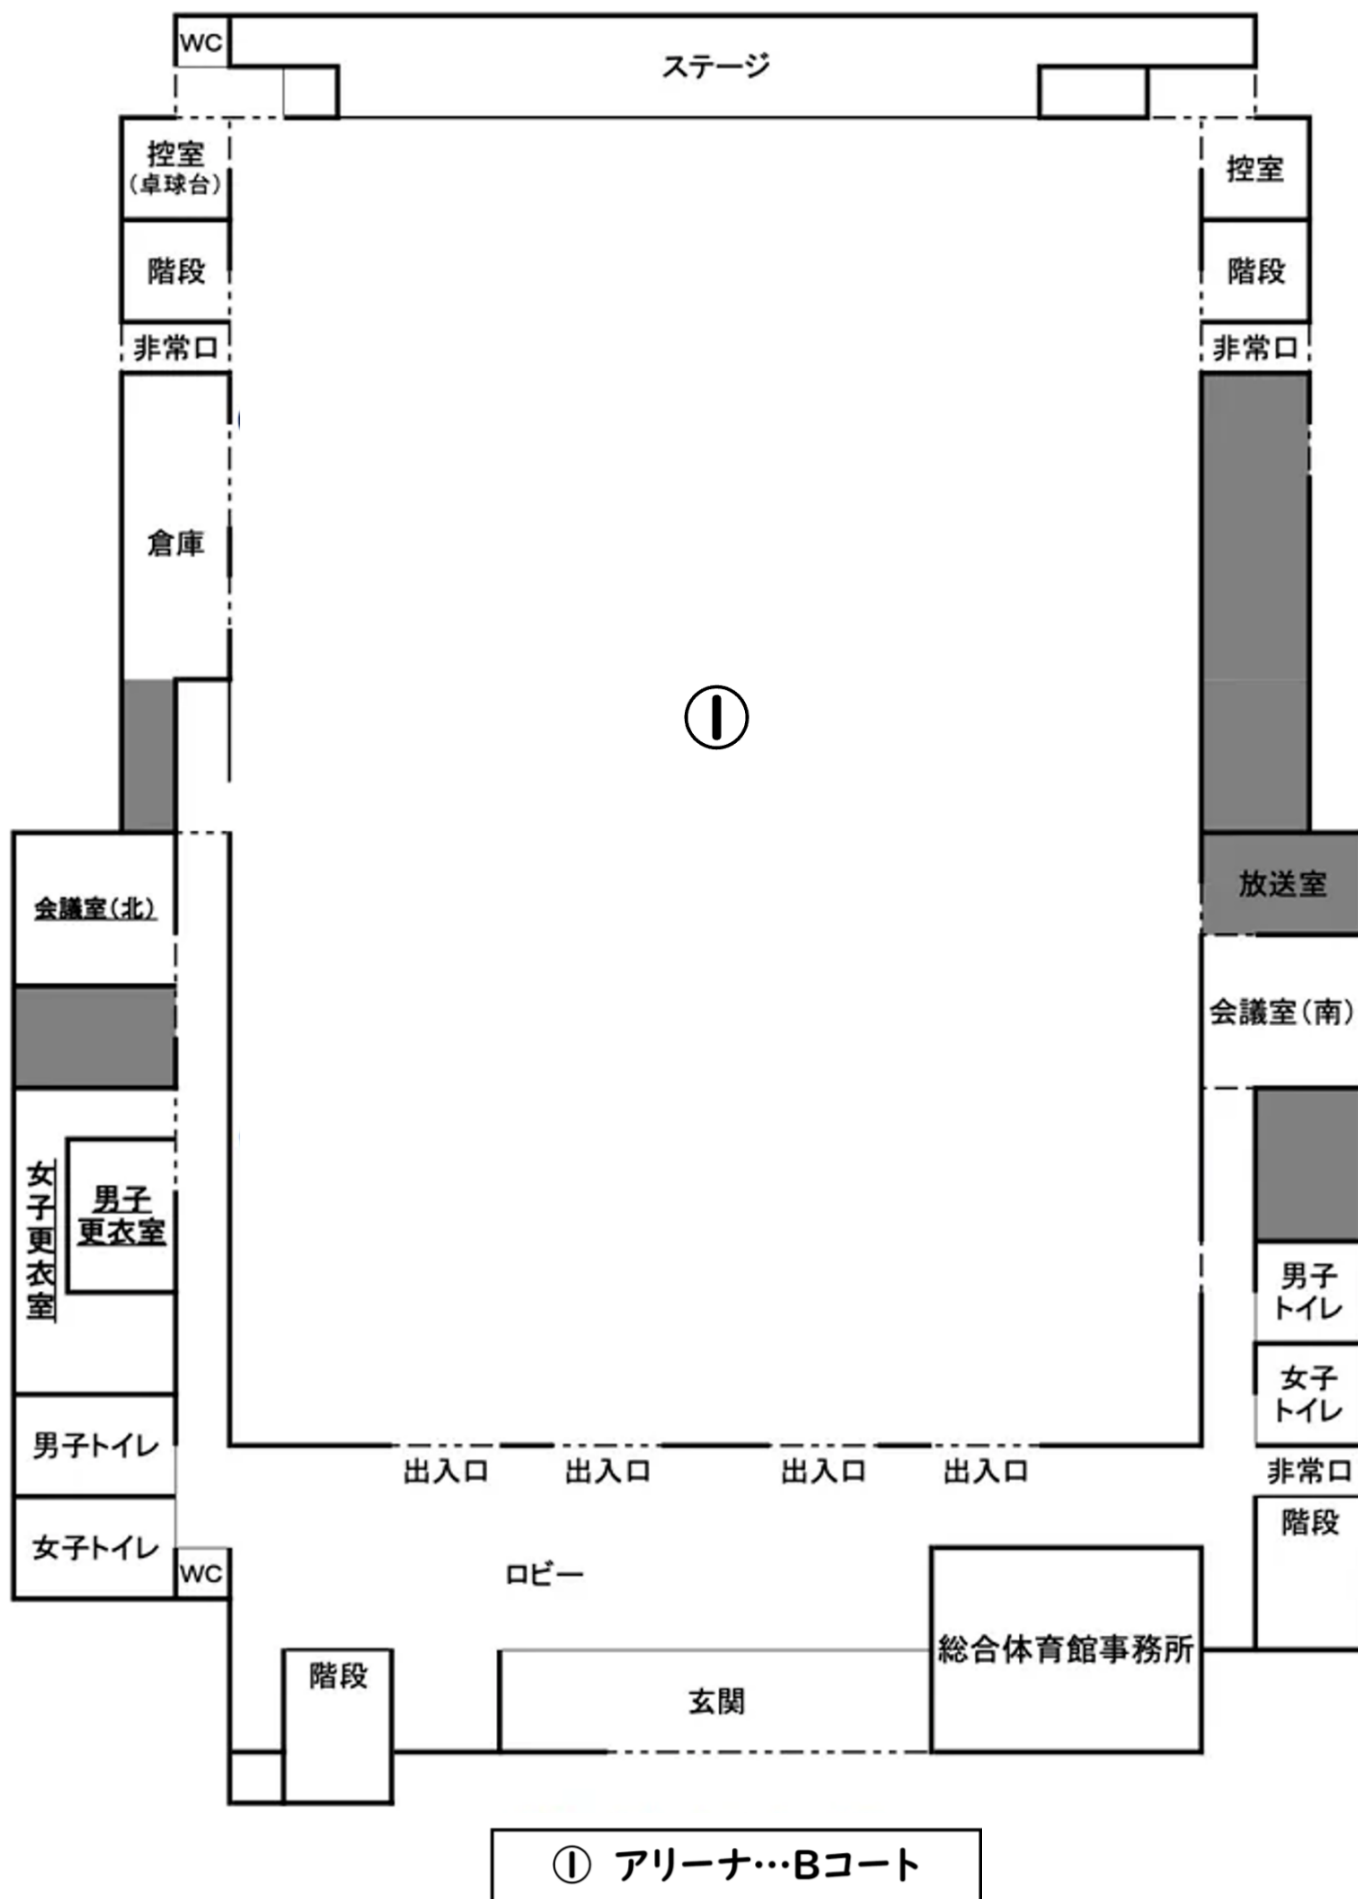 WC
ステージ
控室
（卓球台）
控室
階段
階段
非常口
非常口
倉庫
①
放送室
会議室（北）
会議室（南）
女子更衣室
男子
更衣室
男子
トイレ
女子
トイレ
男子トイレ
出入口
出入口
出入口
出入口
非常口
階段
女子トイレ
WC
ロビー
総合体育館事務所
階段
玄関
① アリーナ…Bコート